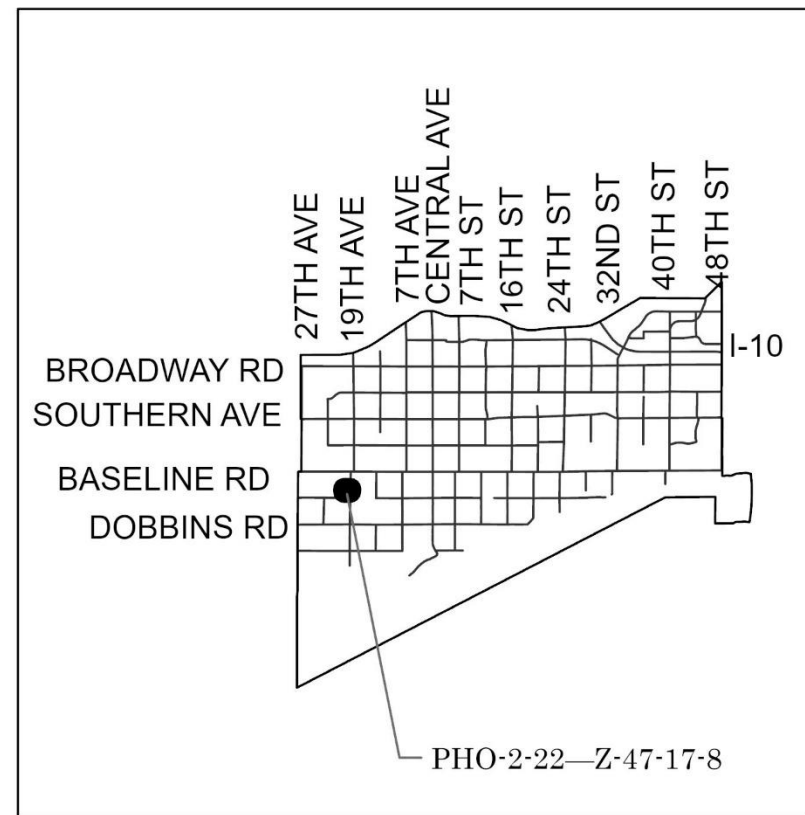 27TH AVE
19TH AVE
7TH AVE
CENTRAL AVE
7TH ST
16TH ST
24TH ST
32ND ST
40TH ST
48TH ST
I-10
BROADWAY RD
SOUTHERN AVE
BASELINE RD
DOBBINS RD
PHO-2-22—Z-47-17-8